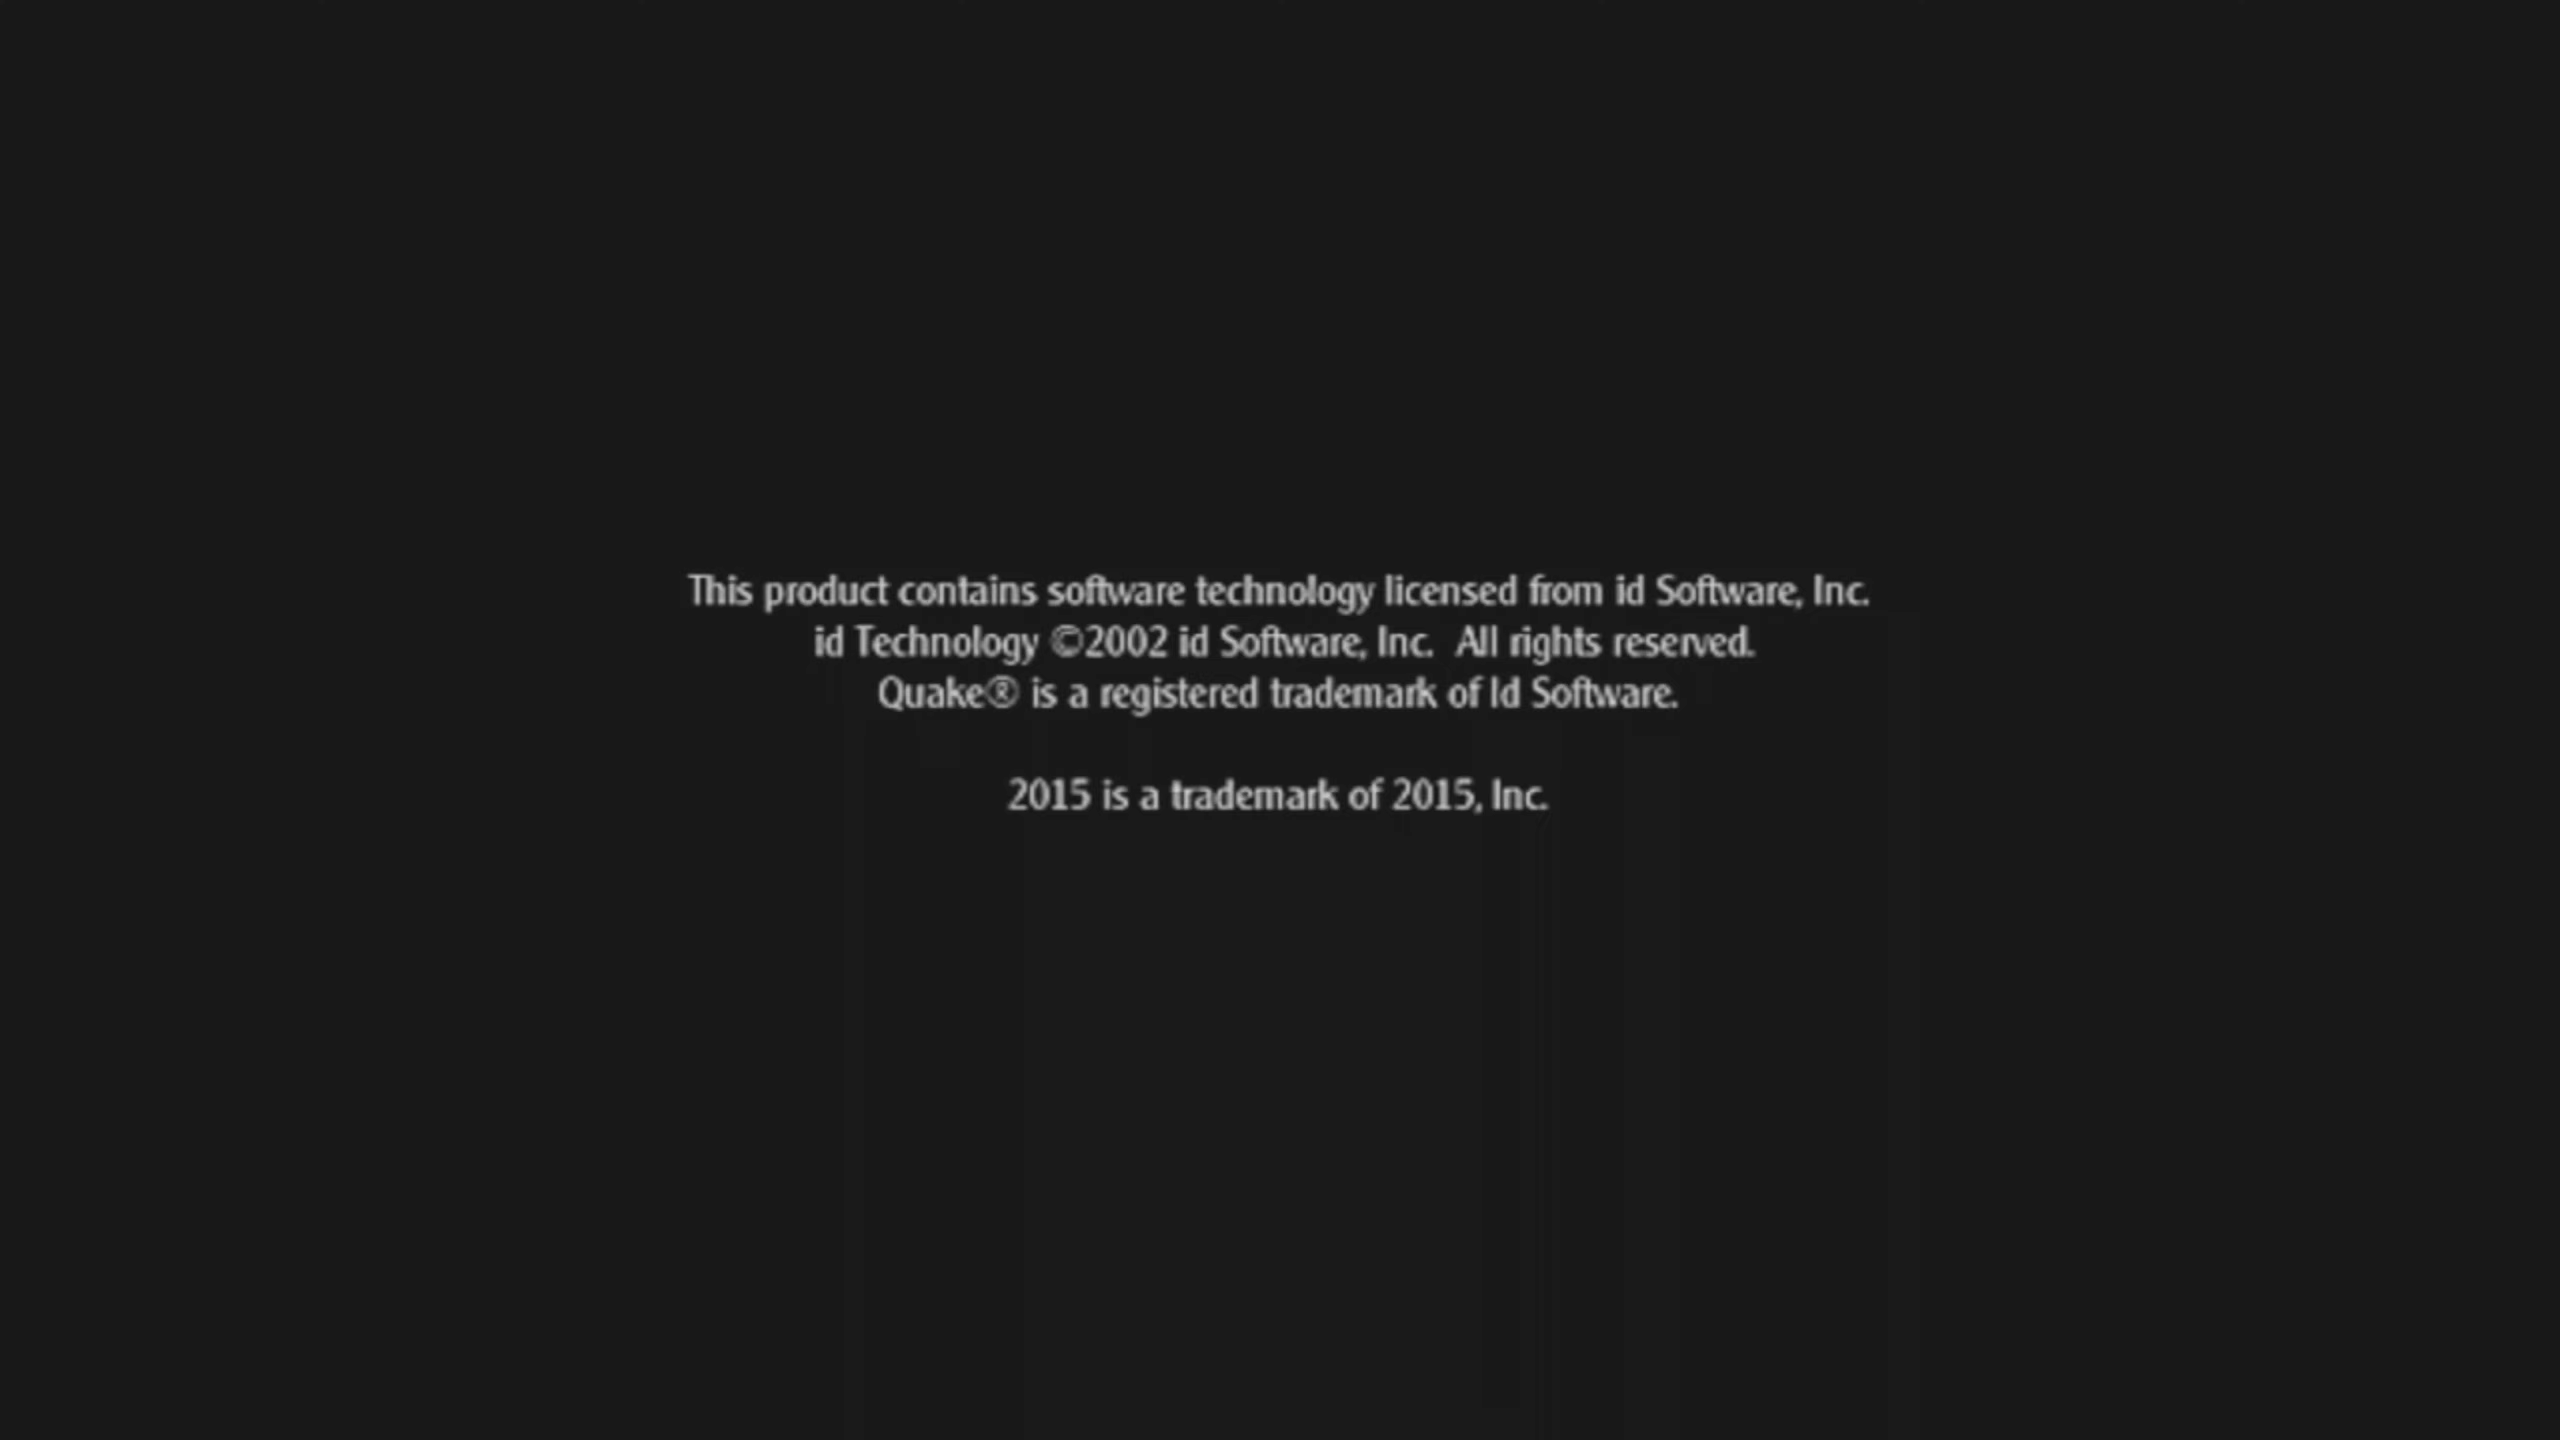 This product contains software technology licensed from id Software, Inc.
id Technology ©2002 id Software, Inc.  All rights reserved.
Quake® is a registered trademark of Id Software.
2015 is a trademark of 2015, Inc.